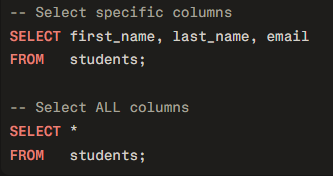 -- Select specific columns
SELECT first_name, last_name, email
FROM   students;

-- Select ALL columns
SELECT *
FROM   students;